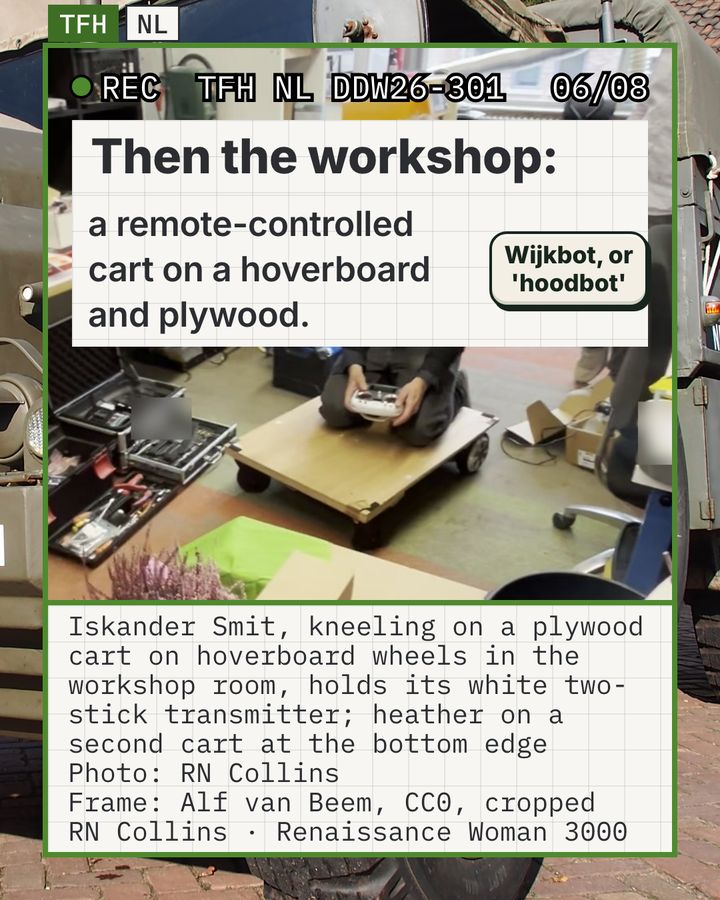 TFH NL
REC TFH NL DDW26-301 06/08
Then the workshop:
a remote-controlled
cart on a hoverboard
and plywood.
Wijkbot, or
'hoodbot'
Iskander Smit, kneeling on a plywood
cart on hoverboard wheels in the
workshop room, holds its white two-
stick transmitter; heather on a
second cart at the bottom edge
Photo: RN Collins
Frame: Alf van Beem, CC0, cropped
RN Collins · Renaissance Woman 3000